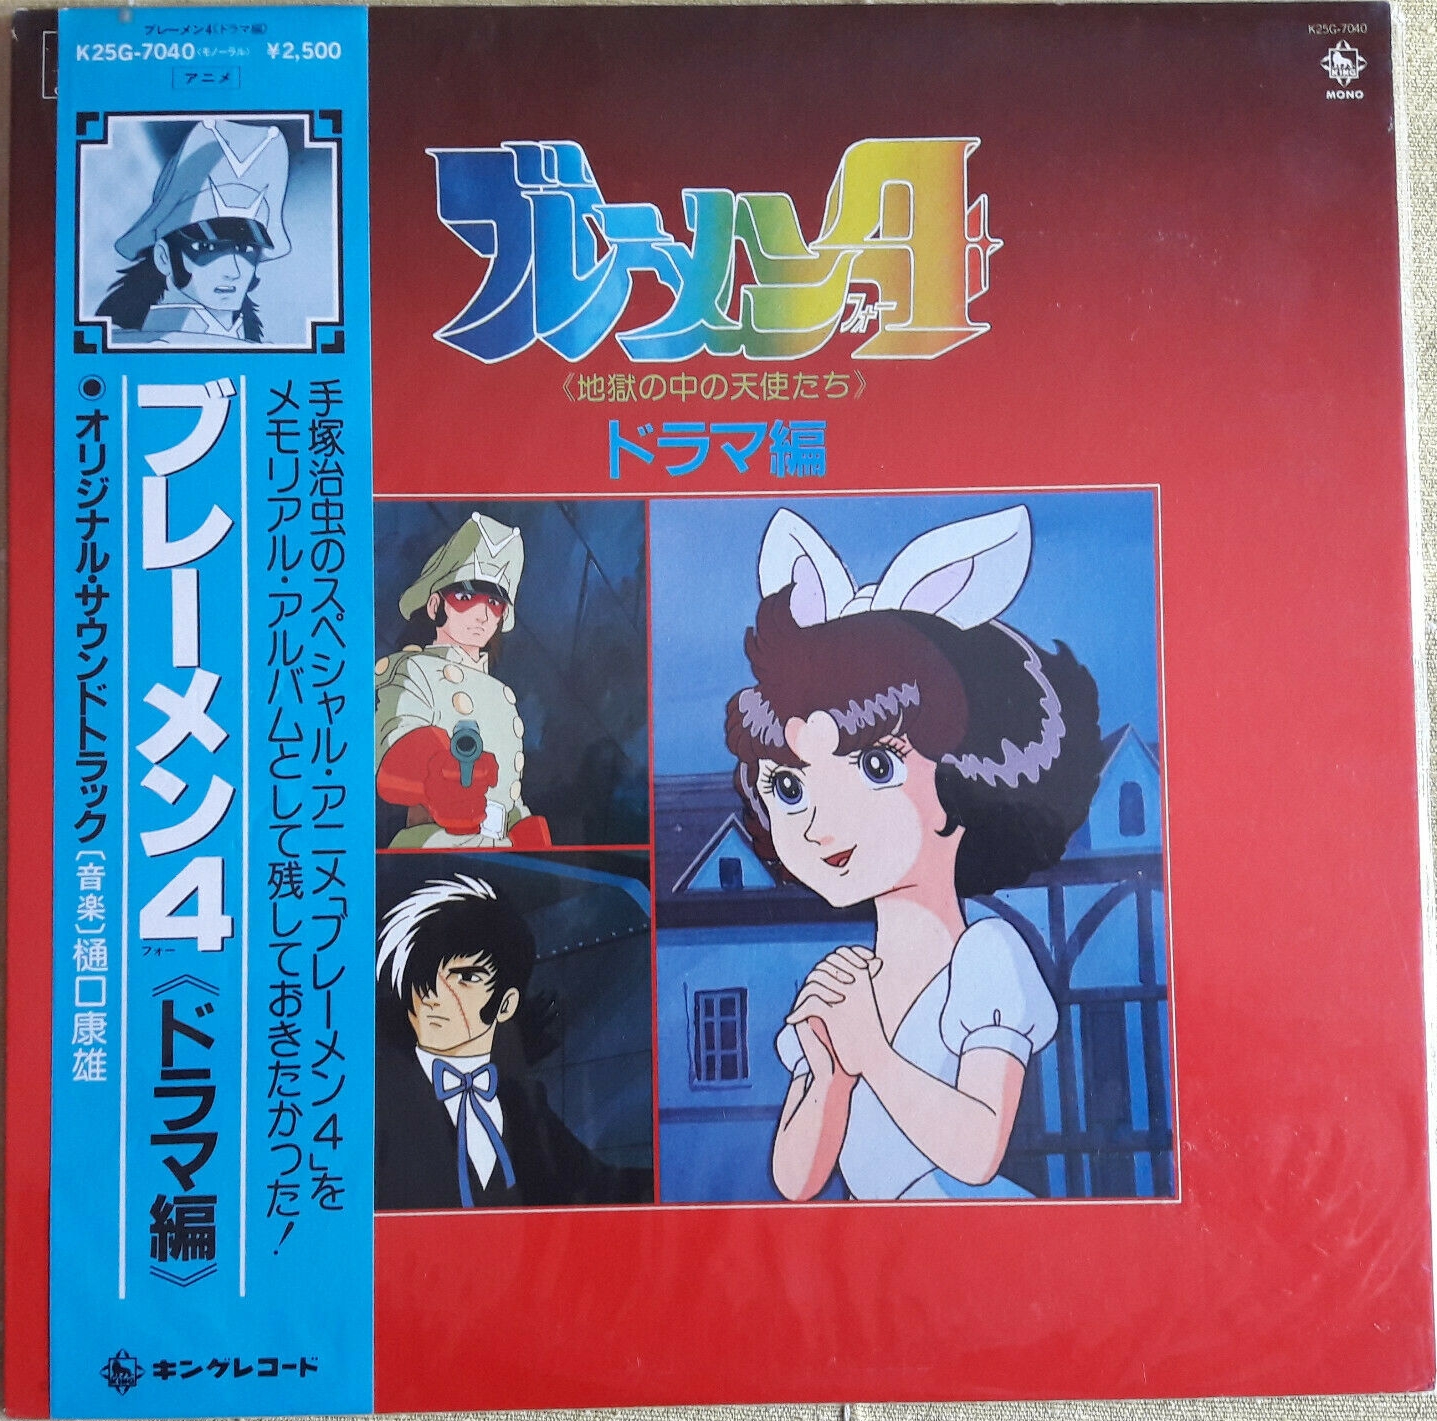 ブレーメン4〈ドラマ編〉
K25G-7040〈モノーラル〉 ¥2,500
アニメ
手塚治虫のスペシャル・アニメ「ブレーメン4」を
メモリアル・アルバムとして残しておきたかった!
ブレーメン4《ドラマ編》
フォー
●オリジナル・サウンドトラック〔音楽〕樋口康雄
キングレコード
K25G-7040
KING
MONO
ブレーメン4
フォー
《地獄の中の天使たち》
ドラマ編